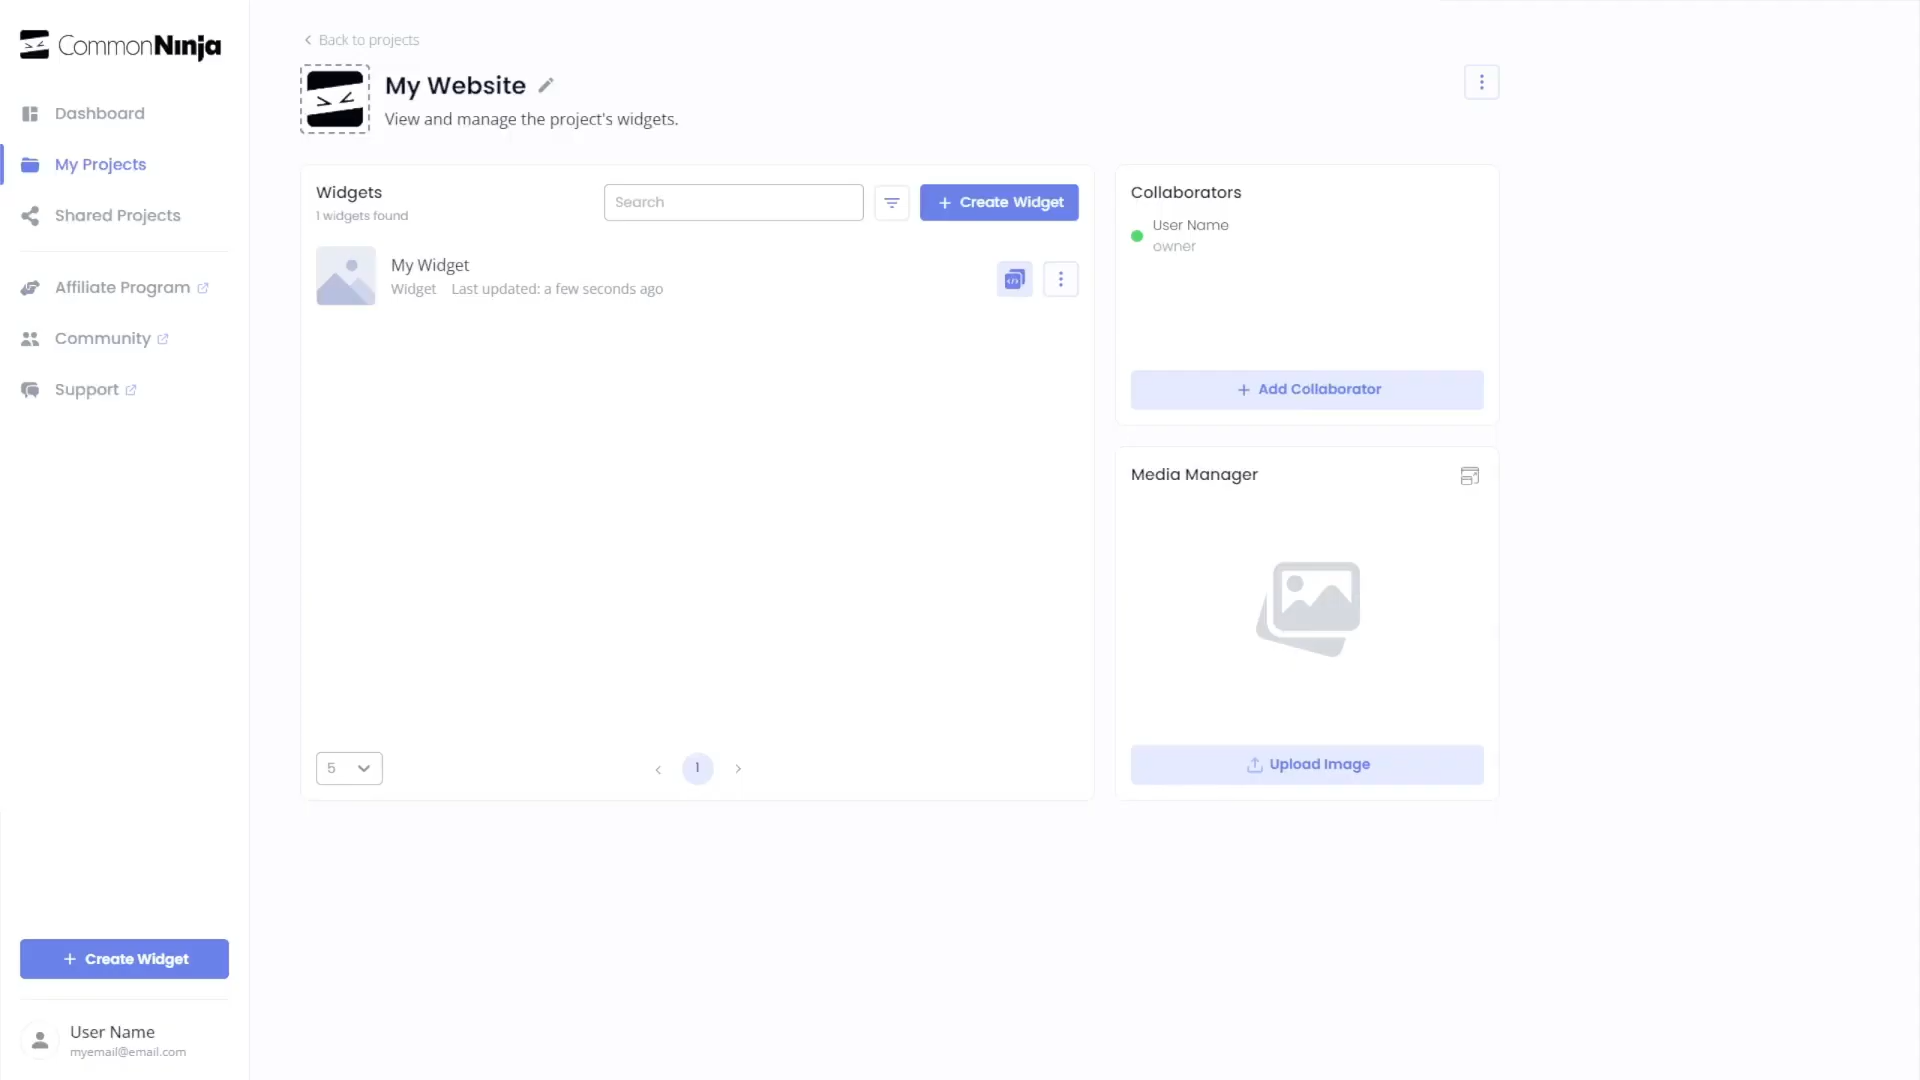 CommonNinja
Dashboard
My Projects
Shared Projects
Affiliate Program
Community
Support
Create Widget
User Name
myemail@email.com
Back to projects
My Website
View and manage the project's widgets.
Widgets
1 widgets found
Search
Create Widget
My Widget
Widget Last updated: a few seconds ago
5
1
Collaborators
User Name
owner
Add Collaborator
Media Manager
Upload Image